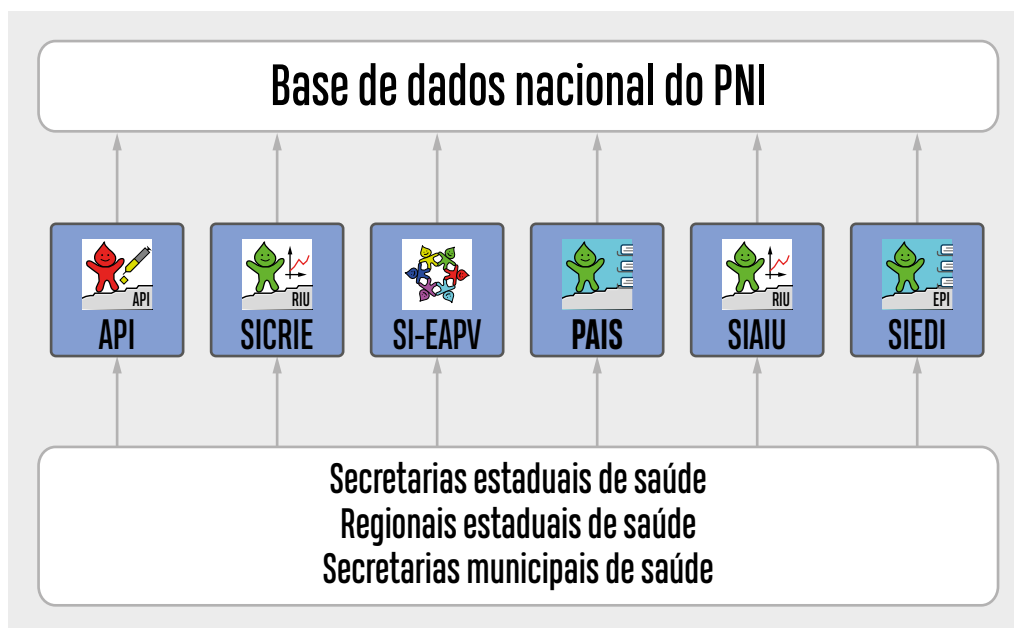 Base de dados nacional do PNI
API
API
RIU
SICRIE
SI-EAPV
PAIS
RIU
SIAIU
EPI
SIEDI
Secretarias estaduais de saúde
Regionais estaduais de saúde
Secretarias municipais de saúde